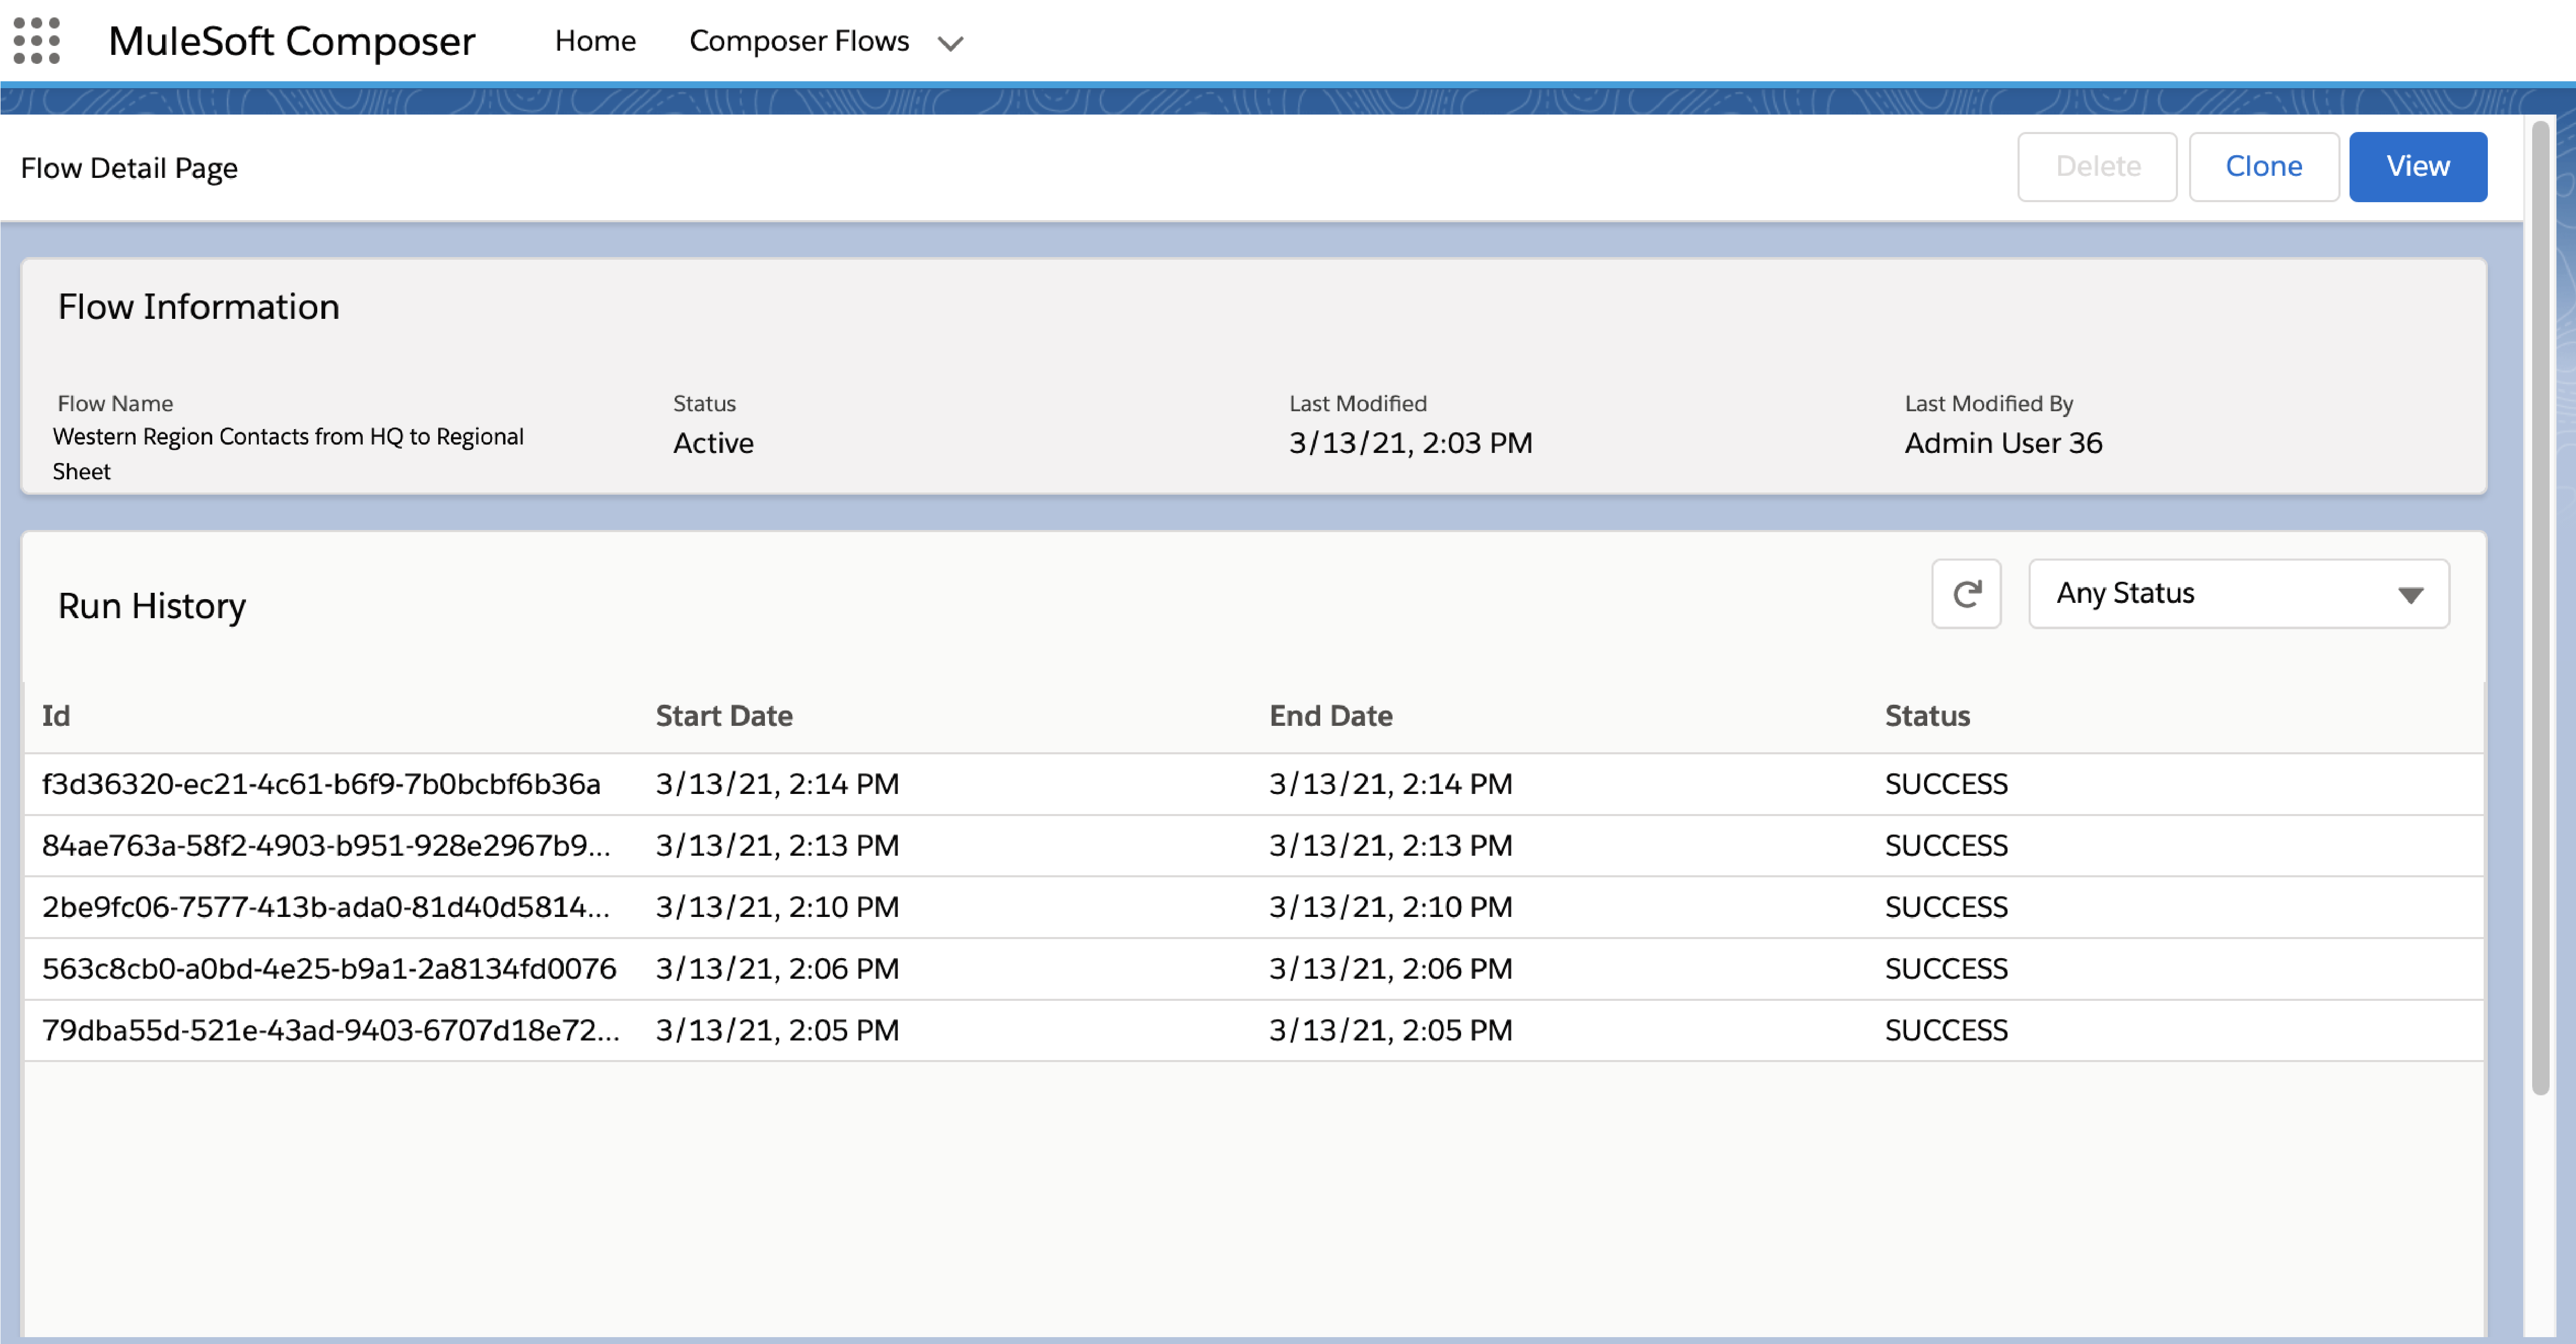 MuleSoft Composer Home Composer Flows
Flow Detail Page Delete Clone View
Flow Information
Flow Name Status Last Modified Last Modified By
Western Region Contacts from HQ to Regional Active 3/13/21, 2:03 PM Admin User 36
Sheet
Run History Any Status
Id Start Date End Date Status
f3d36320-ec21-4c61-b6f9-7b0bcbf6b36a 3/13/21, 2:14 PM 3/13/21, 2:14 PM SUCCESS
84ae763a-58f2-4903-b951-928e2967b9... 3/13/21, 2:13 PM 3/13/21, 2:13 PM SUCCESS
2be9fc06-7577-413b-ada0-81d40d5814... 3/13/21, 2:10 PM 3/13/21, 2:10 PM SUCCESS
563c8cb0-a0bd-4e25-b9a1-2a8134fd0076 3/13/21, 2:06 PM 3/13/21, 2:06 PM SUCCESS
79dba55d-521e-43ad-9403-6707d18e72... 3/13/21, 2:05 PM 3/13/21, 2:05 PM SUCCESS